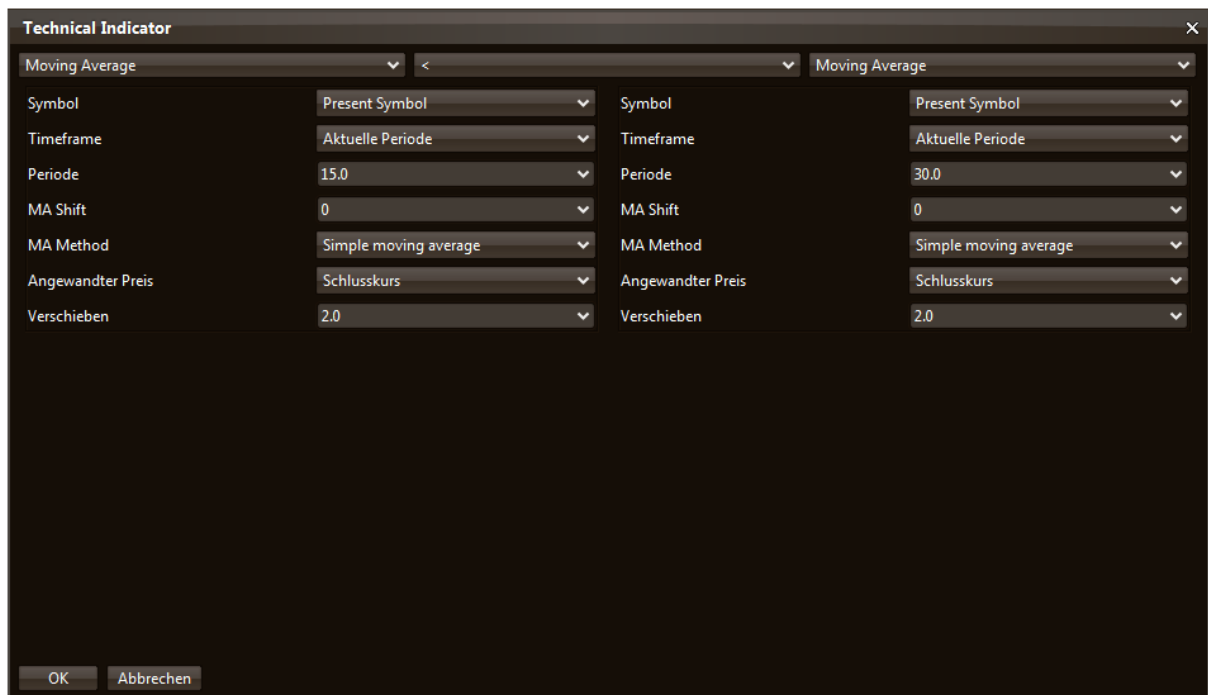 Technical Indicator
Moving Average < Moving Average
Symbol Present Symbol Symbol Present Symbol
Timeframe Aktuelle Periode Timeframe Aktuelle Periode
Periode 15.0 Periode 30.0
MA Shift 0 MA Shift 0
MA Method Simple moving average MA Method Simple moving average
Angewandter Preis Schlusskurs Angewandter Preis Schlusskurs
Verschieben 2.0 Verschieben 2.0
OK Abbrechen